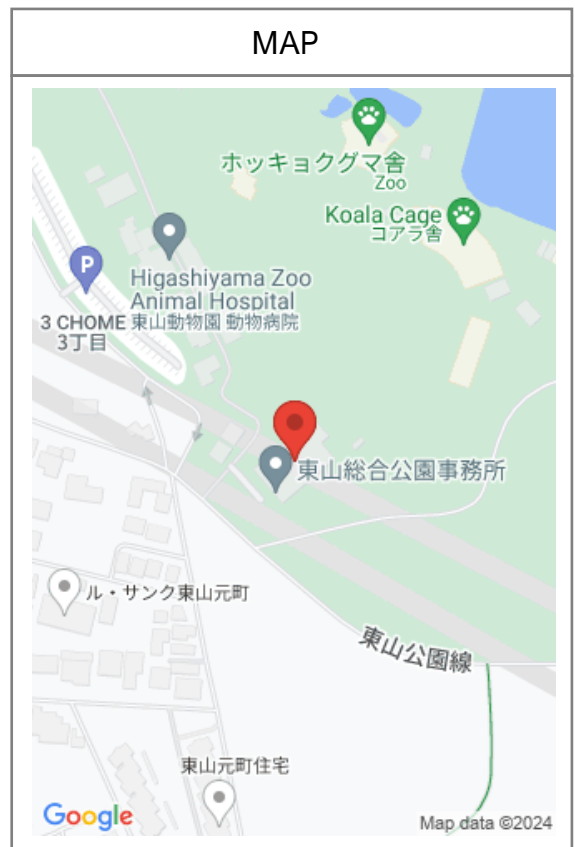 MAP
ホッキョクグマ舎
Zoo
Koala Cage
コアラ舎
P
Higashiyama Zoo
Animal Hospital
東山動物園 動物病院
3 CHOME
3丁目
東山総合公園事務所
ル・サンク東山元町
東山公園線
東山元町住宅
Google
Map data ©2024